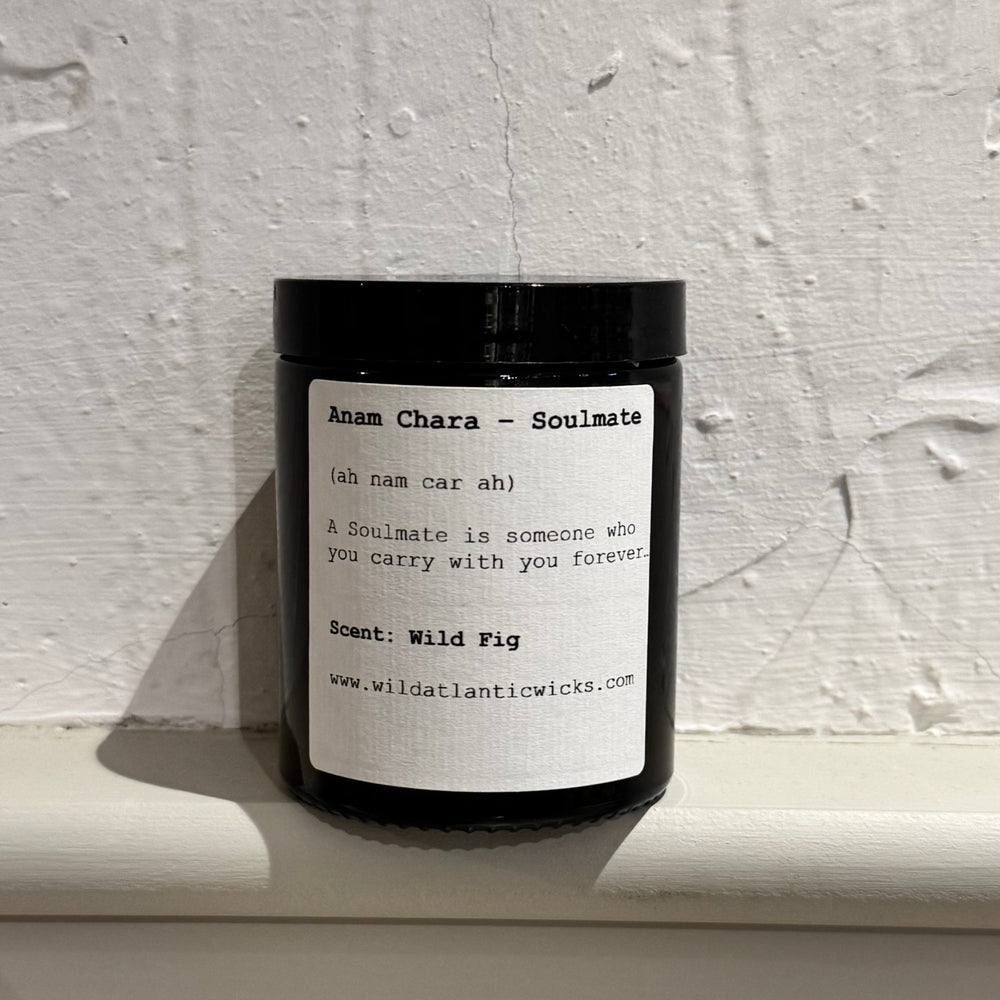 Anam Chara – Soulmate
(ah nam car ah)
A Soulmate is someone who
you carry with you forever…
Scent: Wild Fig
www.wildatlanticwicks.com